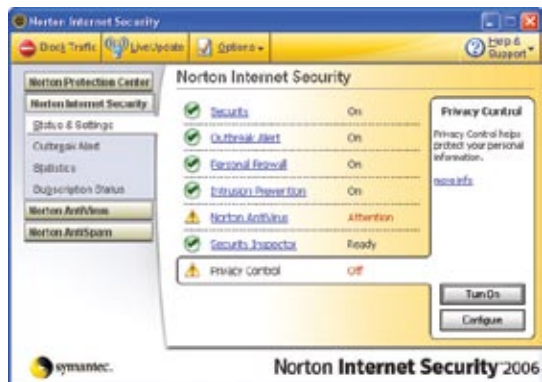 Norton Internet Security
Block Traffic LiveUpdate Options Help & Support
Norton Protection Center
Norton Internet Security
Status & Settings
Outbreak Alert
Statistics
Subscription Status
Norton AntiVirus
Norton AntiSpam
Norton Internet Security
Security On
Outbreak Alert On
Personal Firewall On
Intrusion Prevention On
Norton AntiVirus Attention
Security Inspector Ready
Privacy Control Off
Privacy Control
Privacy Control helps
protect your personal
information.
more info
Turn On
Configure
symantec.
Norton Internet Security 2006